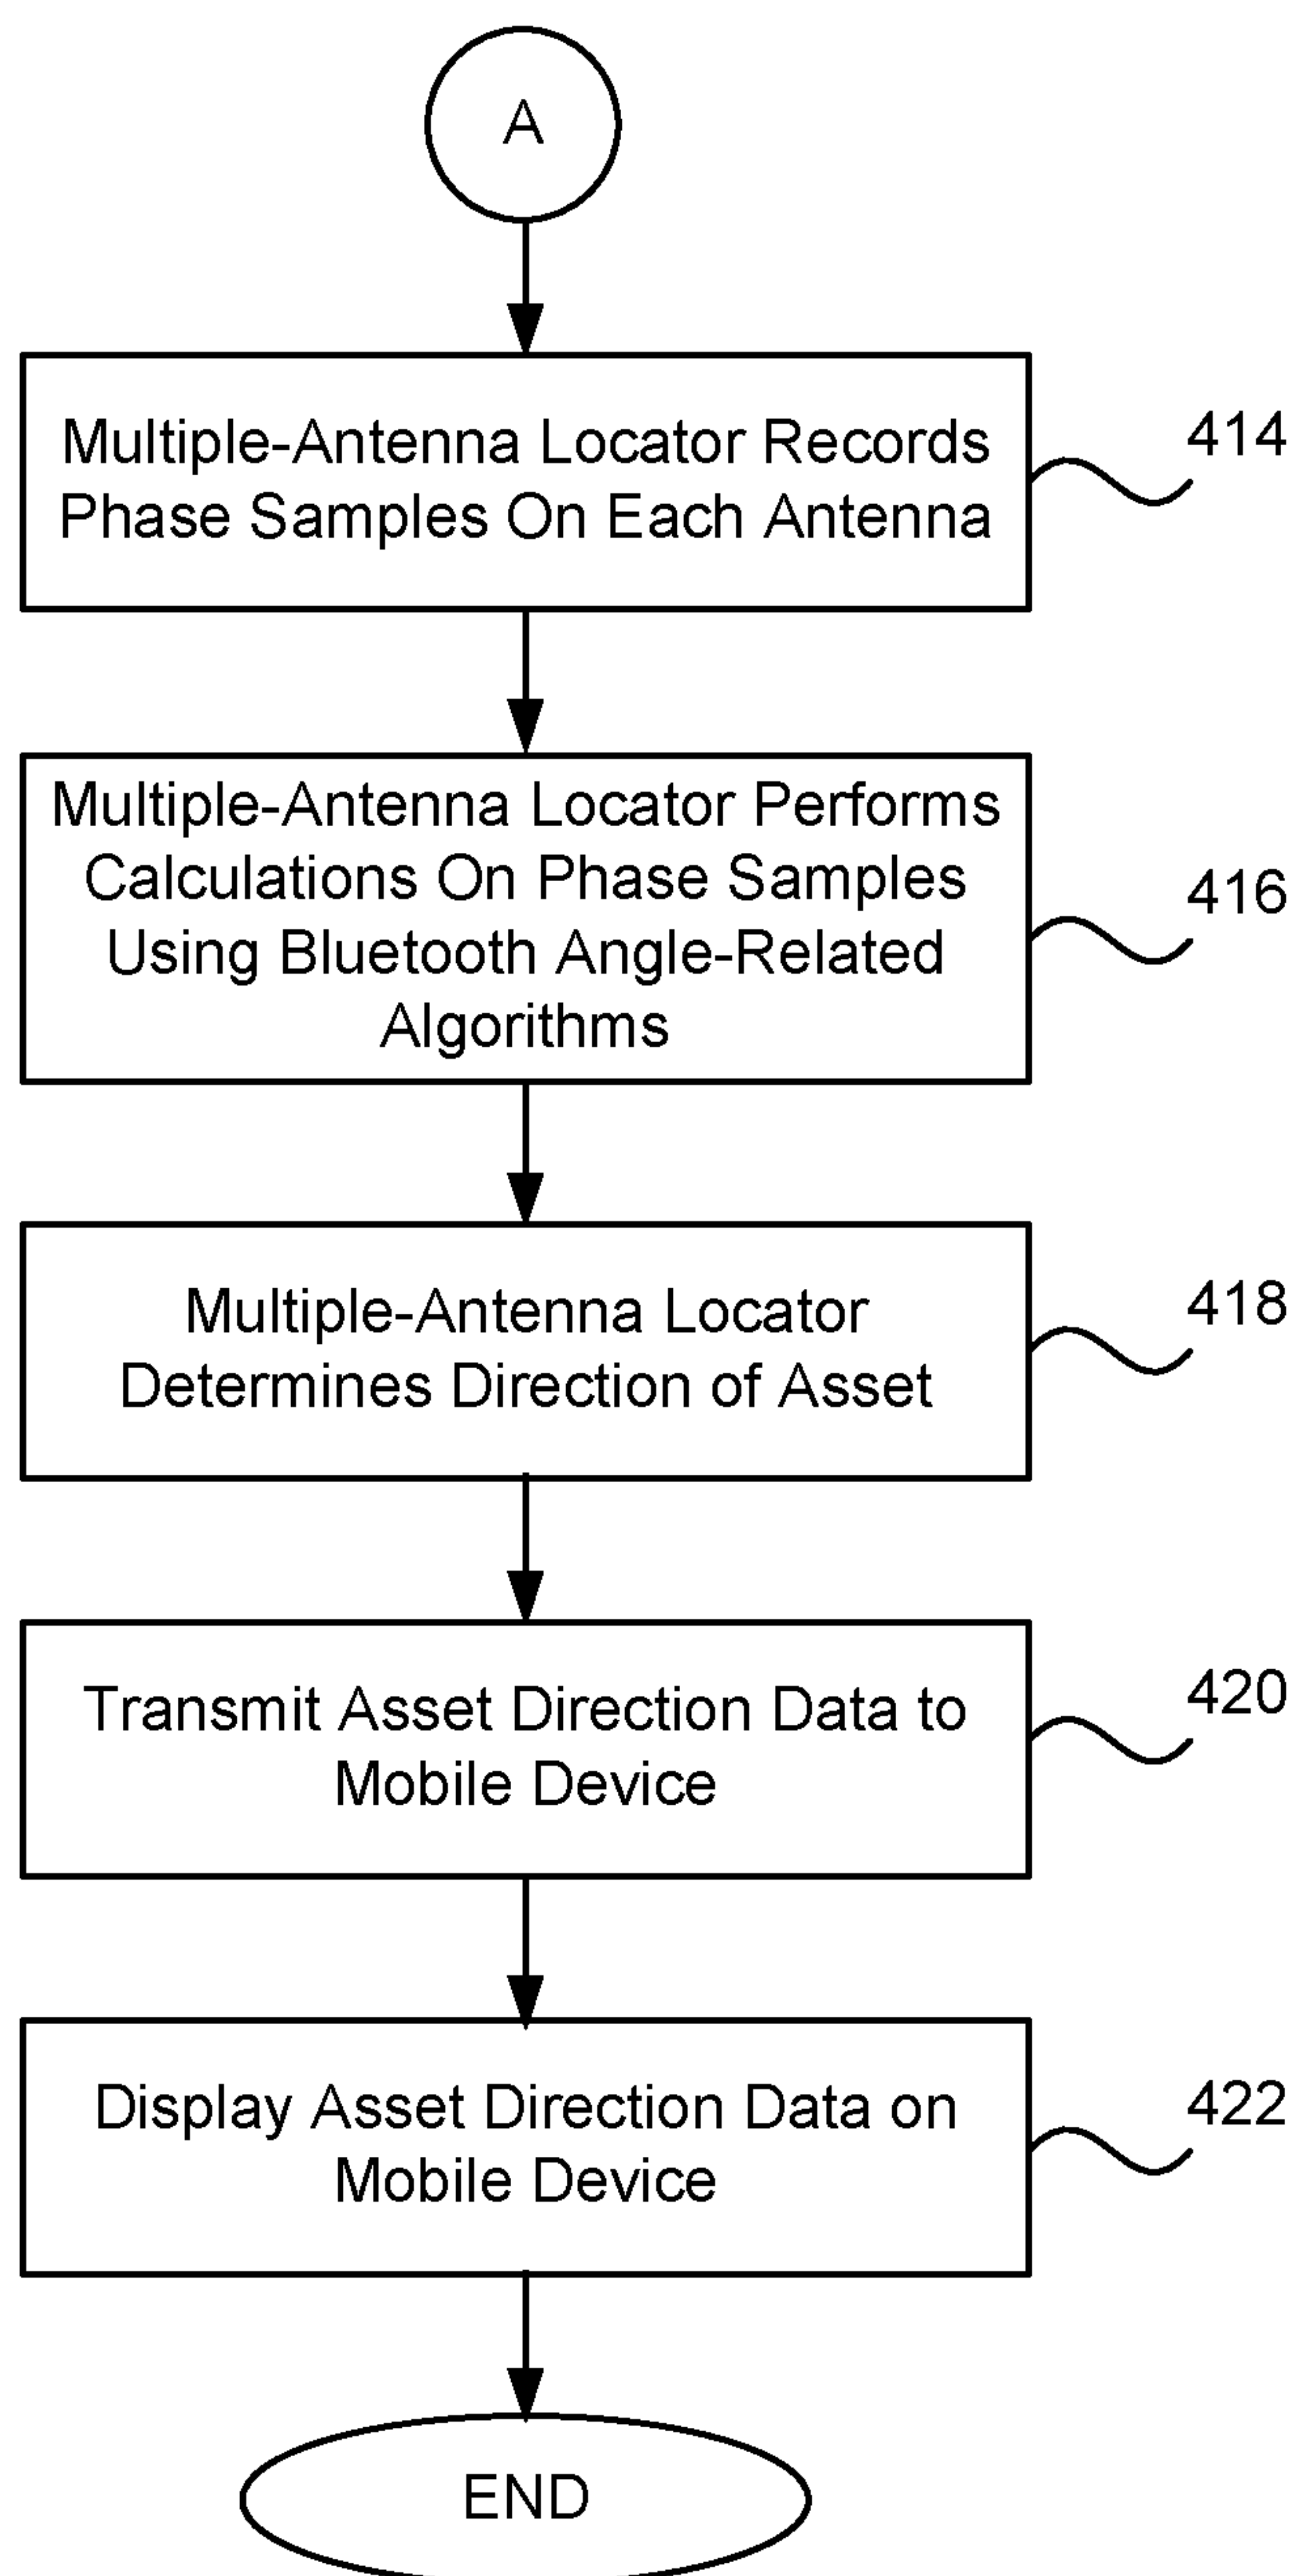 A
Multiple-Antenna Locator Records
Phase Samples On Each Antenna
414
Multiple-Antenna Locator Performs
Calculations On Phase Samples
Using Bluetooth Angle-Related
Algorithms
416
Multiple-Antenna Locator
Determines Direction of Asset
418
Transmit Asset Direction Data to
Mobile Device
420
Display Asset Direction Data on
Mobile Device
422
END